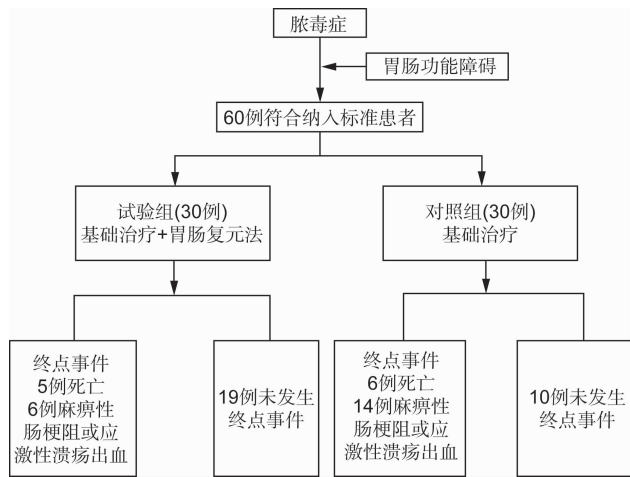 脓毒症
胃肠功能障碍
60例符合纳入标准患者
试验组(30例)
基础治疗+胃肠复元法
对照组(30例)
基础治疗
终点事件
5例死亡
6例麻痹性
肠梗阻或应
激性溃疡出血
19例未发生
终点事件
终点事件
6例死亡
14例麻痹性
肠梗阻或应
激性溃疡出血
10例未发生
终点事件